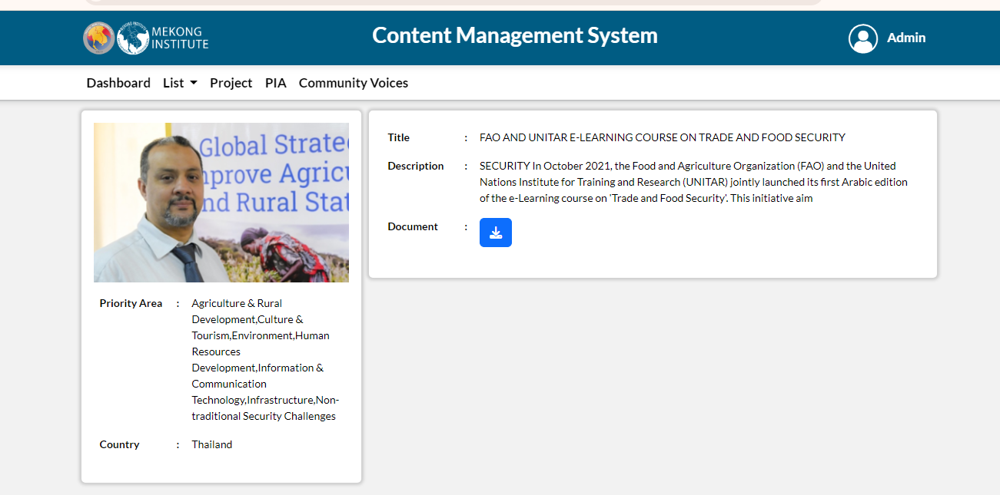 MEKONG
INSTITUTE
Content Management System
Admin
Dashboard List Project PIA Community Voices
Global Strate
prove Agric
nd Rural Stat
Priority Area : Agriculture & Rural
Development,Culture &
Tourism,Environment,Human
Resources
Development,Information &
Communication
Technology,Infrastructure,Non-
traditional Security Challenges
Country : Thailand
Title : FAO AND UNITAR E-LEARNING COURSE ON TRADE AND FOOD SECURITY
Description : SECURITY In October 2021, the Food and Agriculture Organization (FAO) and the United
Nations Institute for Training and Research (UNITAR) jointly launched its first Arabic edition
of the e-Learning course on 'Trade and Food Security'. This initiative aim
Document :